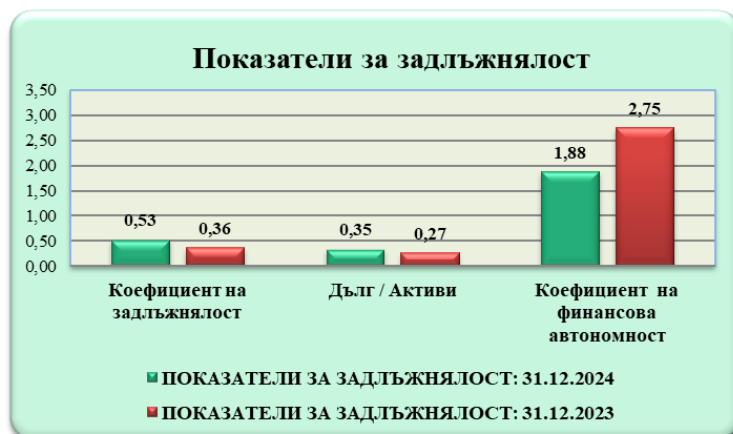 Показатели за задлъжнялост
3,50
3,00
2,50
2,00
1,50
1,00
0,50
0,00
0,53
0,36
0,35
0,27
1,88
2,75
Коефициент на
задлъжнялост
Дълг / Активи
Коефициент на
финансова
автономност
ПОКАЗАТЕЛИ ЗА ЗАДЛЪЖНЯЛОСТ: 31.12.2024
ПОКАЗАТЕЛИ ЗА ЗАДЛЪЖНЯЛОСТ: 31.12.2023